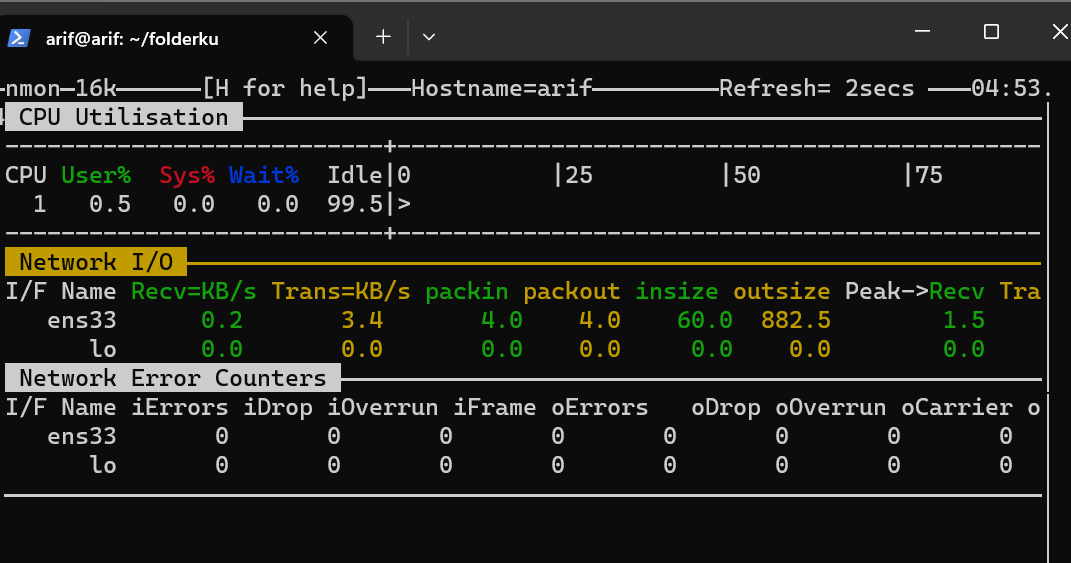 arif@arif: ~/folderku
nmon─16k [H for help] Hostname=arif Refresh= 2secs 04:53.
CPU Utilisation
CPU User% Sys% Wait% Idle|0 |25 |50 |75
1 0.5 0.0 0.0 99.5|>
Network I/O
I/F Name Recv=KB/s Trans=KB/s packin packout insize outsize Peak->Recv Tra
ens33 0.2 3.4 4.0 4.0 60.0 882.5 1.5
lo 0.0 0.0 0.0 0.0 0.0 0.0 0.0
Network Error Counters
I/F Name iErrors iDrop iOverrun iFrame oErrors oDrop oOverrun oCarrier o
ens33 0 0 0 0 0 0 0 0
lo 0 0 0 0 0 0 0 0